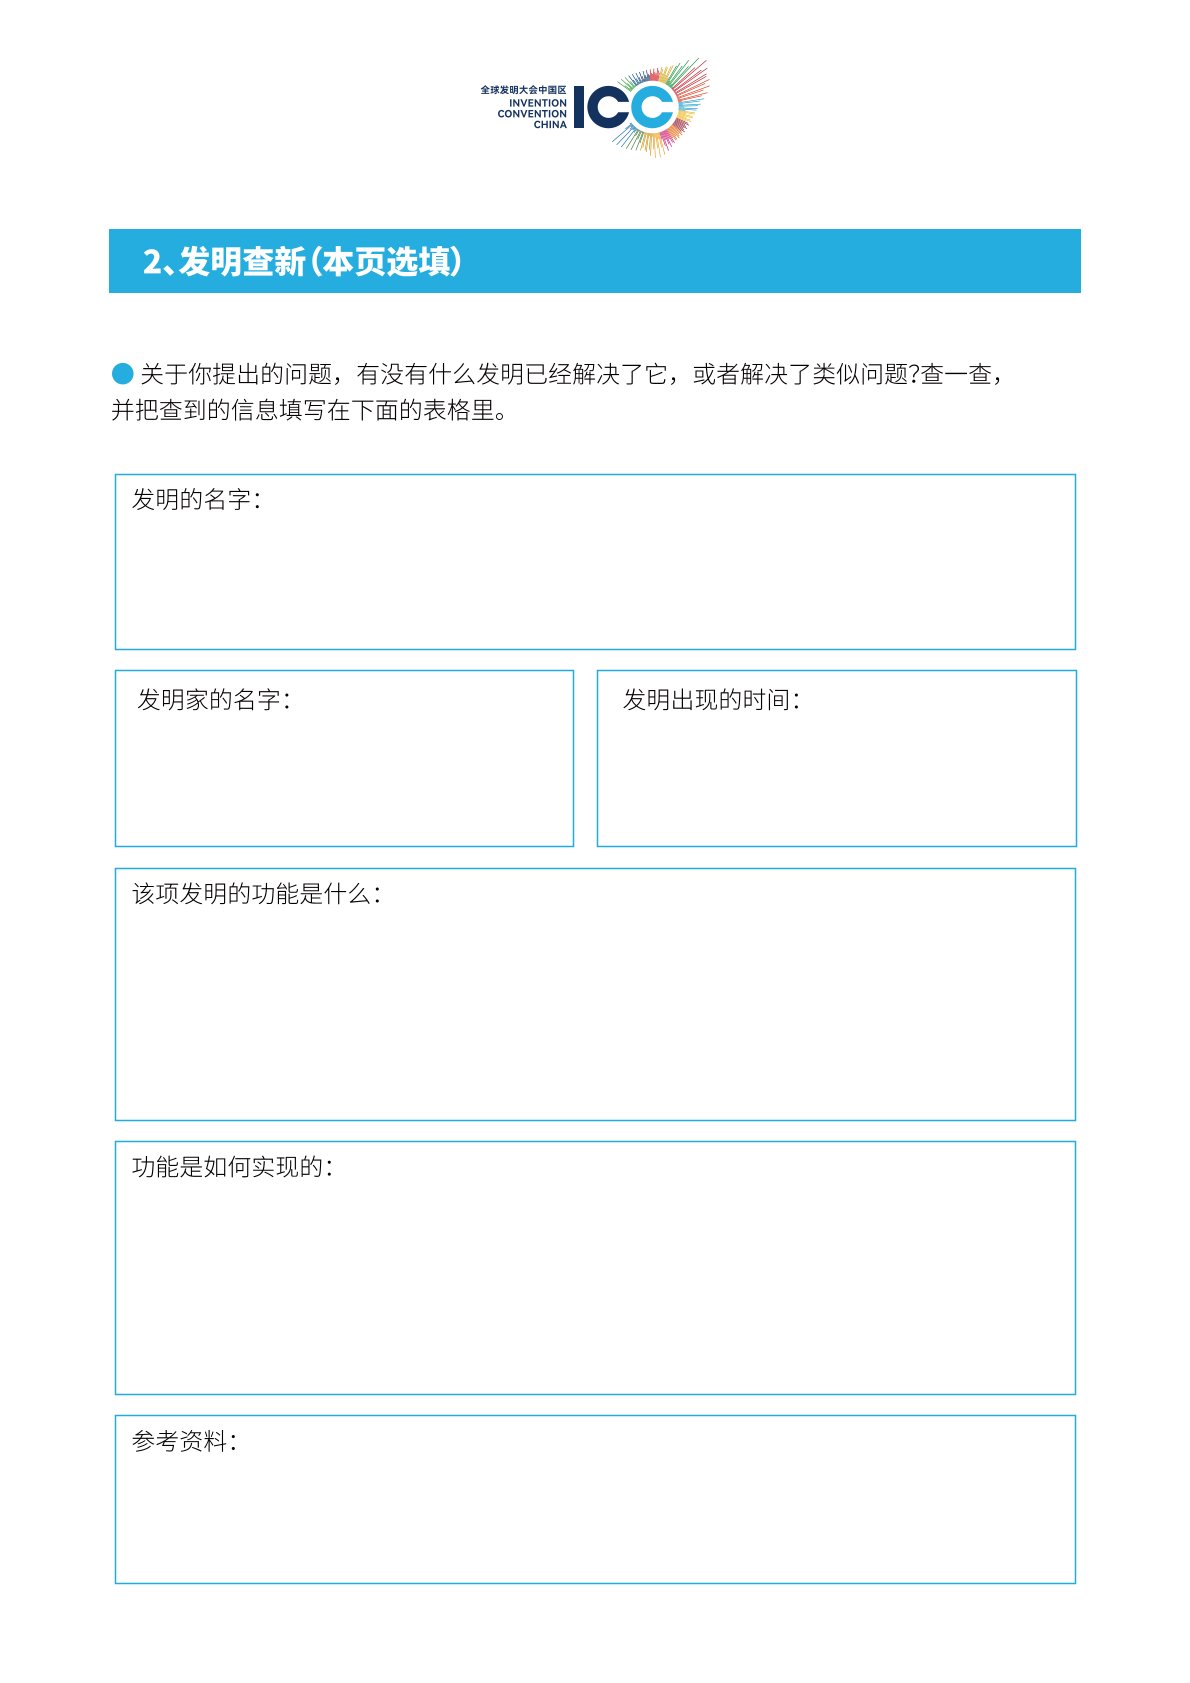 全球发明大会中国区
INVENTION
CONVENTION
CHINA
ICC
2、发明查新（本页选填）
关于你提出的问题，有没有什么发明已经解决了它，或者解决了类似问题？查一查，
并把查到的信息填写在下面的表格里。
发明的名字：
发明家的名字：
发明出现的时间：
该项发明的功能是什么：
功能是如何实现的：
参考资料：